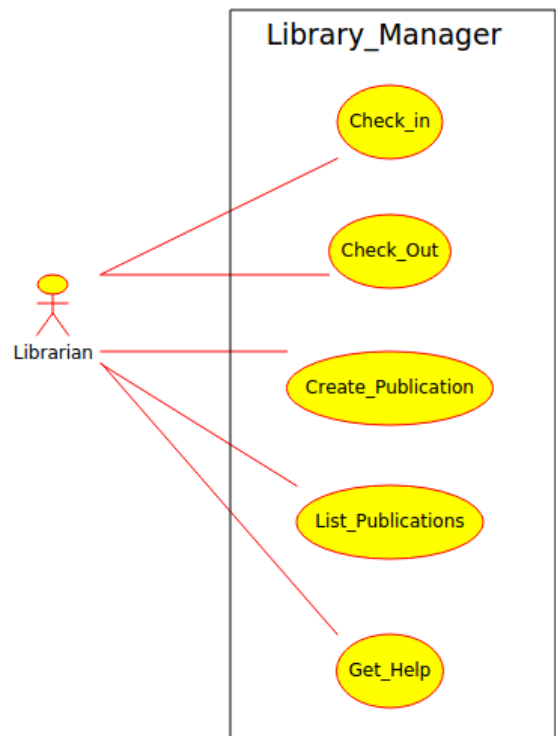 Library_Manager
Check_in
Check_Out
Librarian
Create_Publication
List_Publications
Get_Help